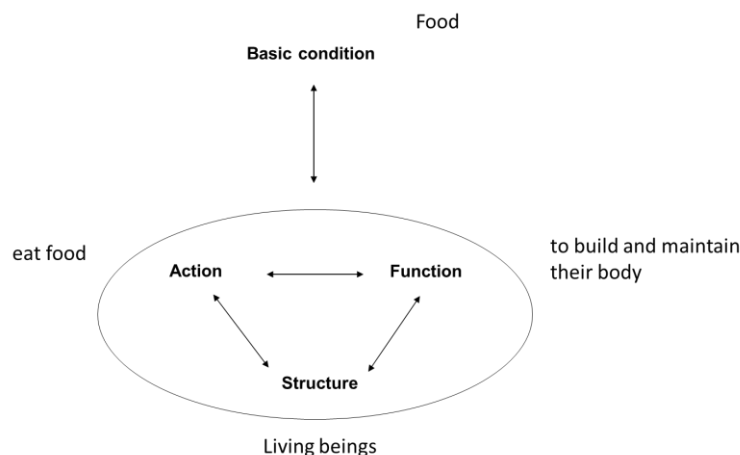 Food
Basic condition
eat food
Action
Function
to build and maintain
their body
Structure
Living beings